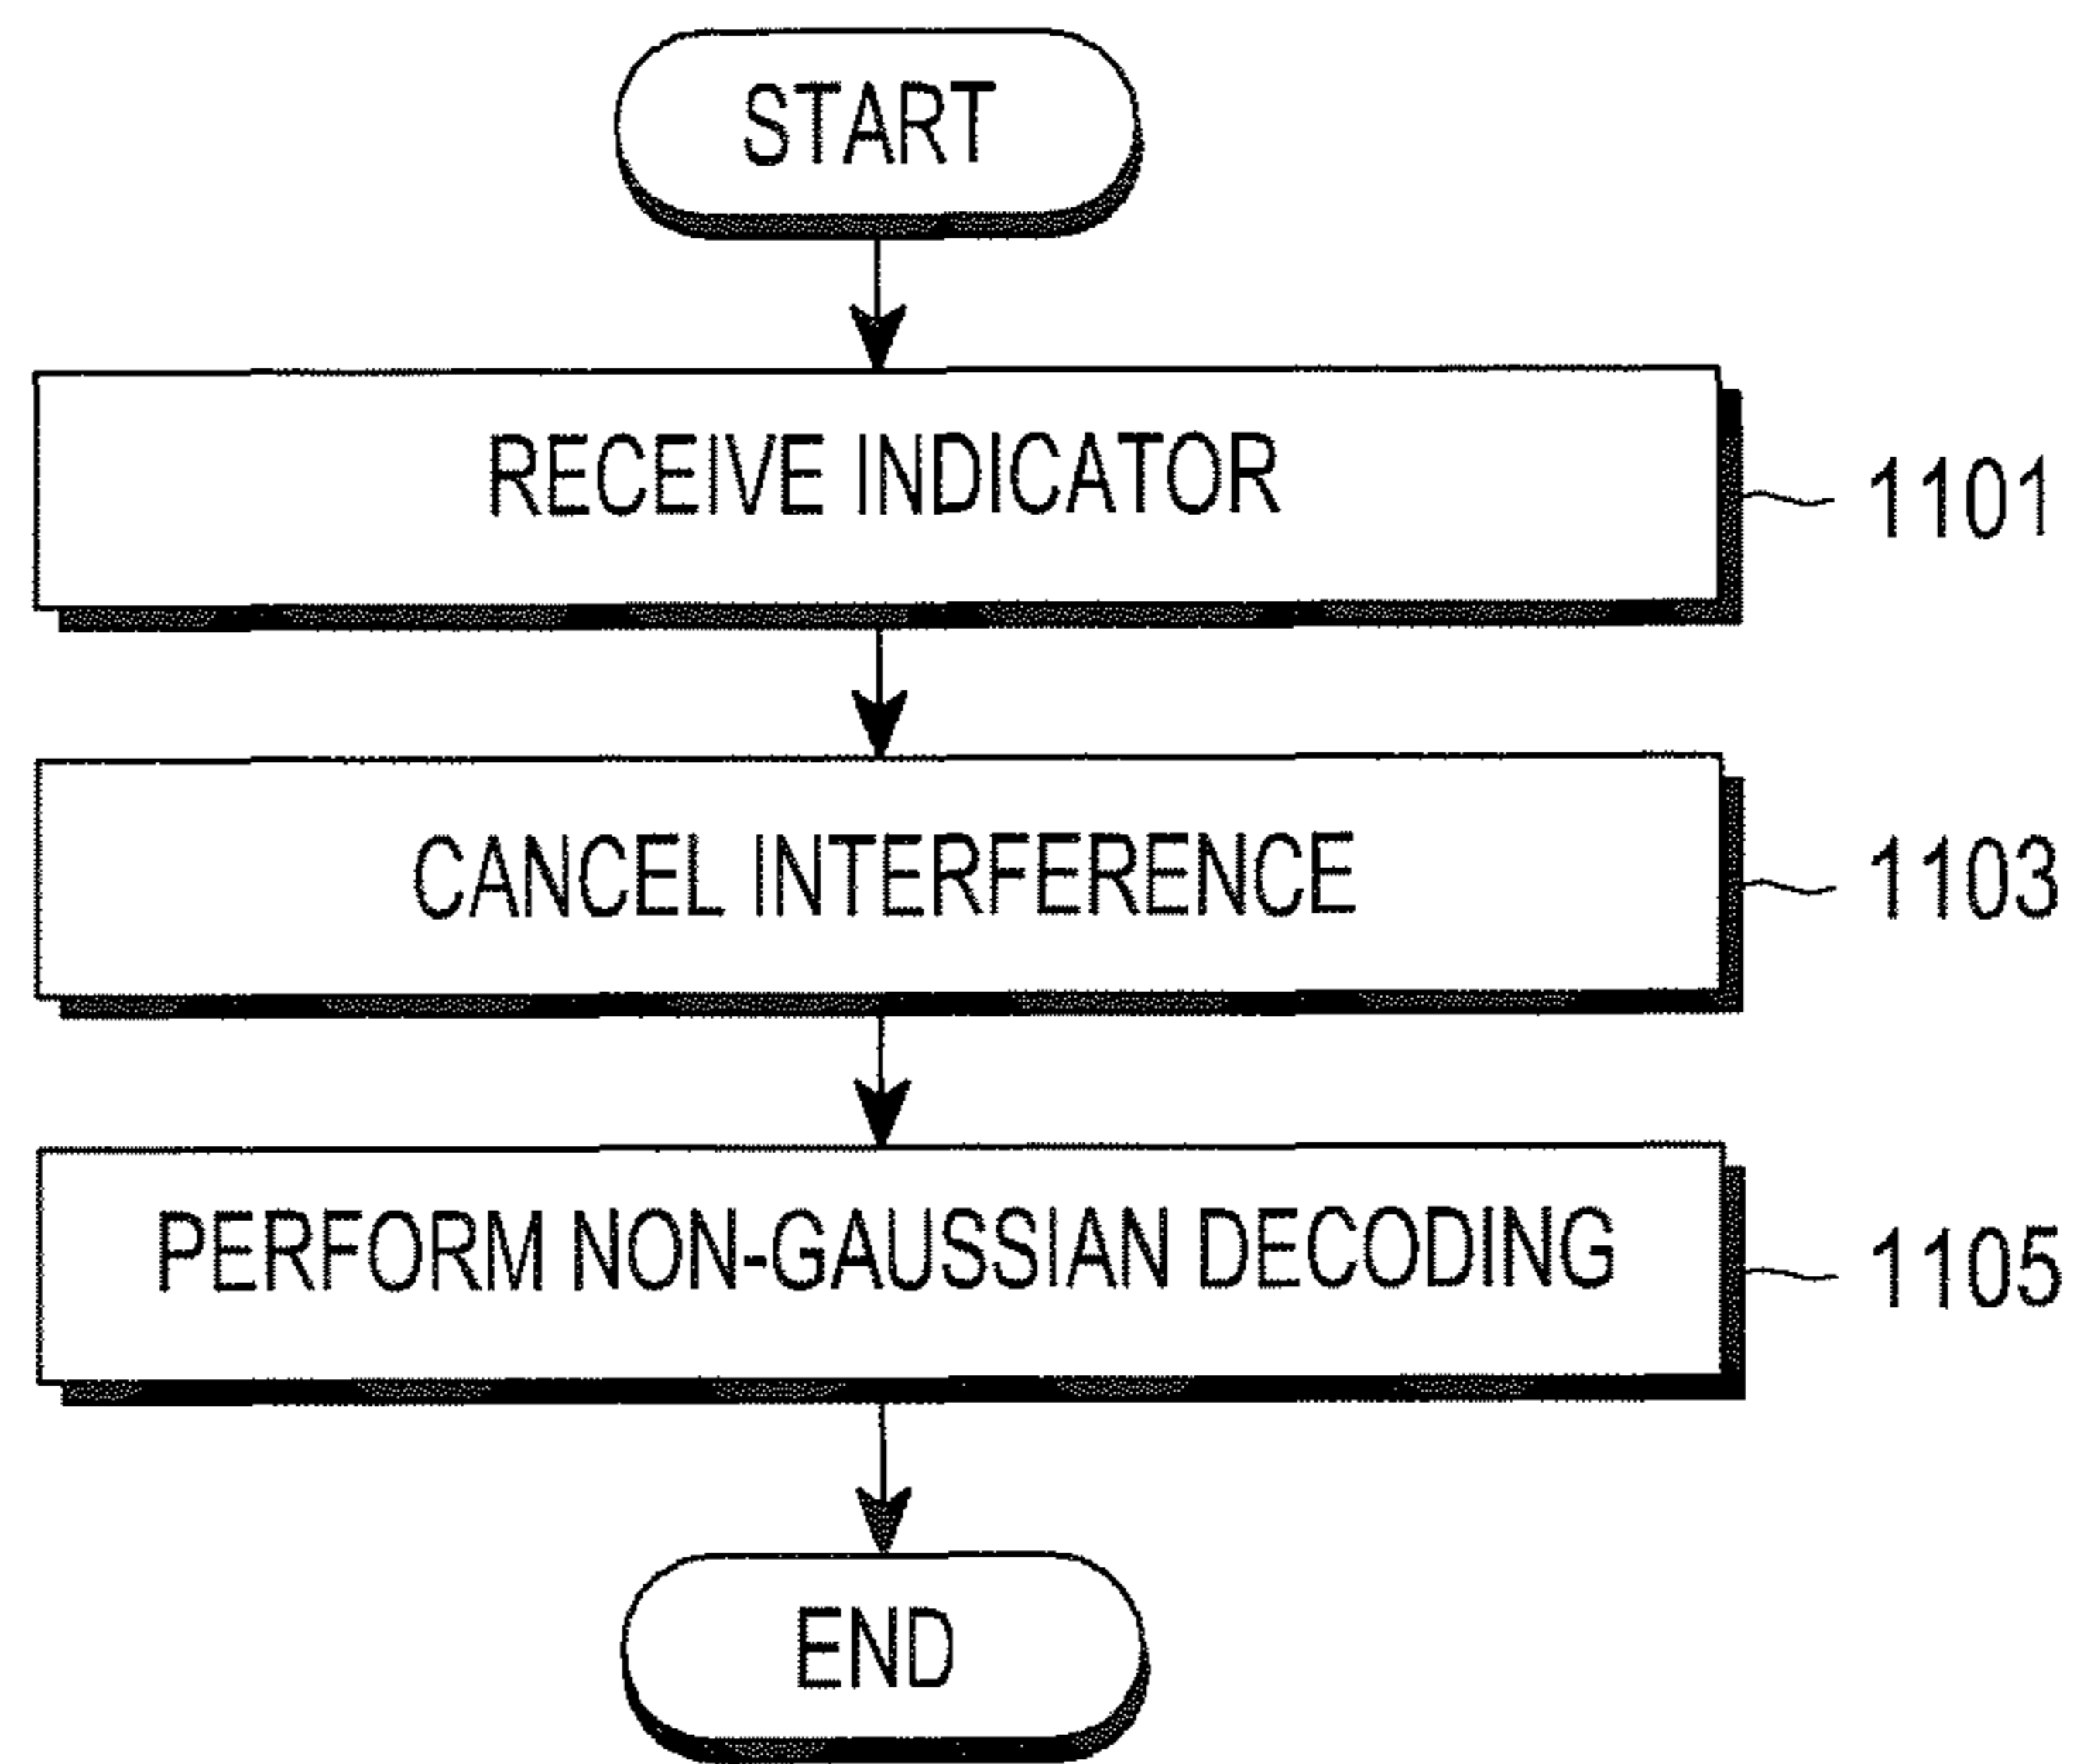 START
RECEIVE INDICATOR
1101
CANCEL INTERFERENCE
1103
PERFORM NON-GAUSSIAN DECODING
1105
END